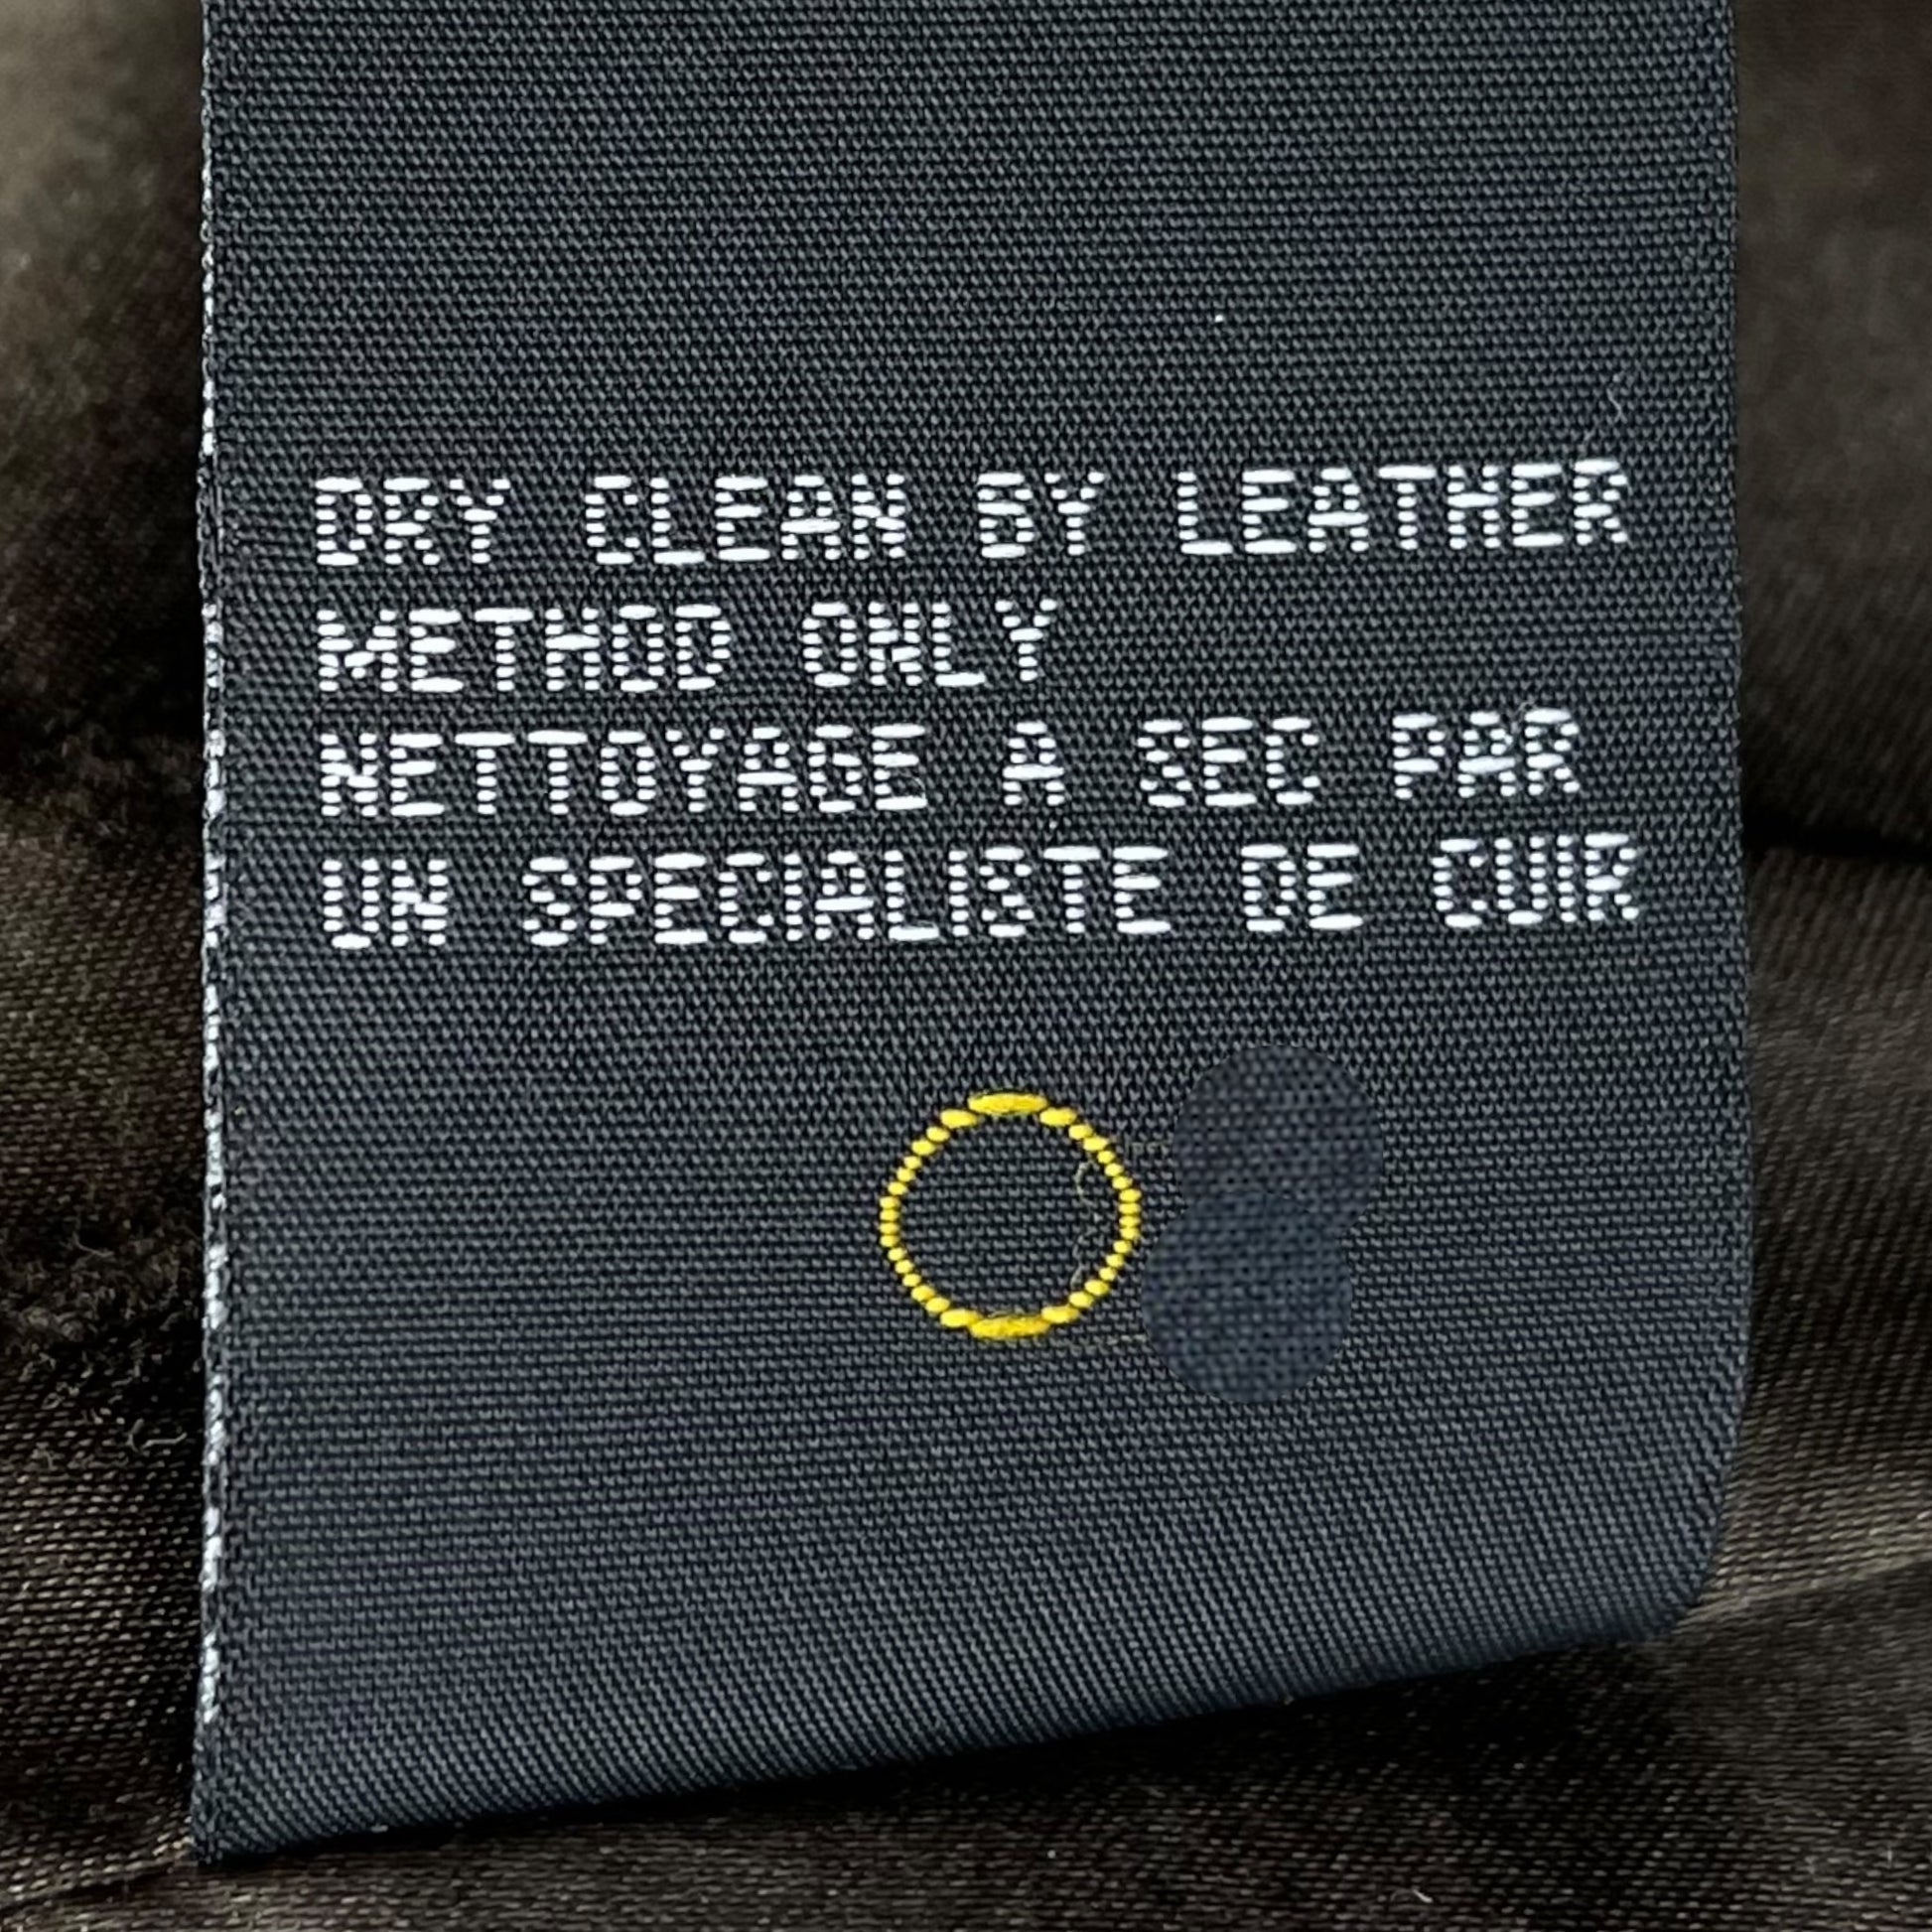 DRY CLEAN BY LEATHER
METHOD ONLY
NETTOYAGE A SEC PAR
UN SPECIALISTE DE CUIR